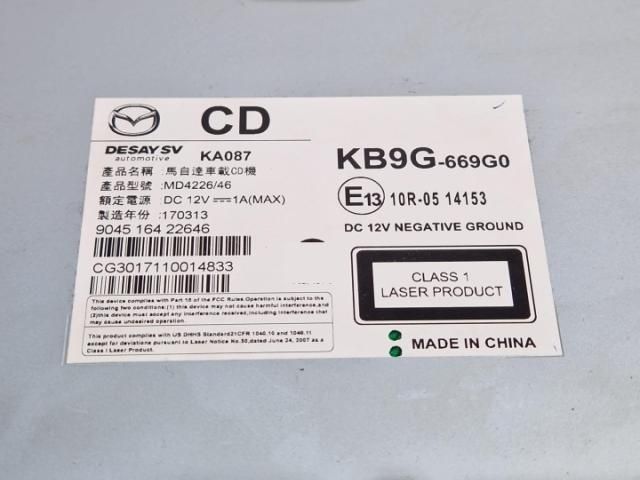 CD
DESAY SV
automotive
KA087
產品名稱：馬自達車載CD機
產品型號：MD4226/46
額定電源：DC 12V⎓1A(MAX)
製造年份：170313
9045 164 22646
CG3017110014833
This device complies with Part 15 of the FCC Rules.Operation is subject to the
following two conditions:(1) this device may not cause harmful interference,and
(2)this device must accept any interference received,including interference that
may cause undesired operation.
This product complies with US DHHS Standard21CFR 1040.10 and 1040.11
except for deviations pursuant to Laser Notice No.50,dated June 24, 2007 as a
Class I Laser Product.
KB9G-669G0
E13 10R-05 14153
DC 12V NEGATIVE GROUND
CLASS 1
LASER PRODUCT
MADE IN CHINA